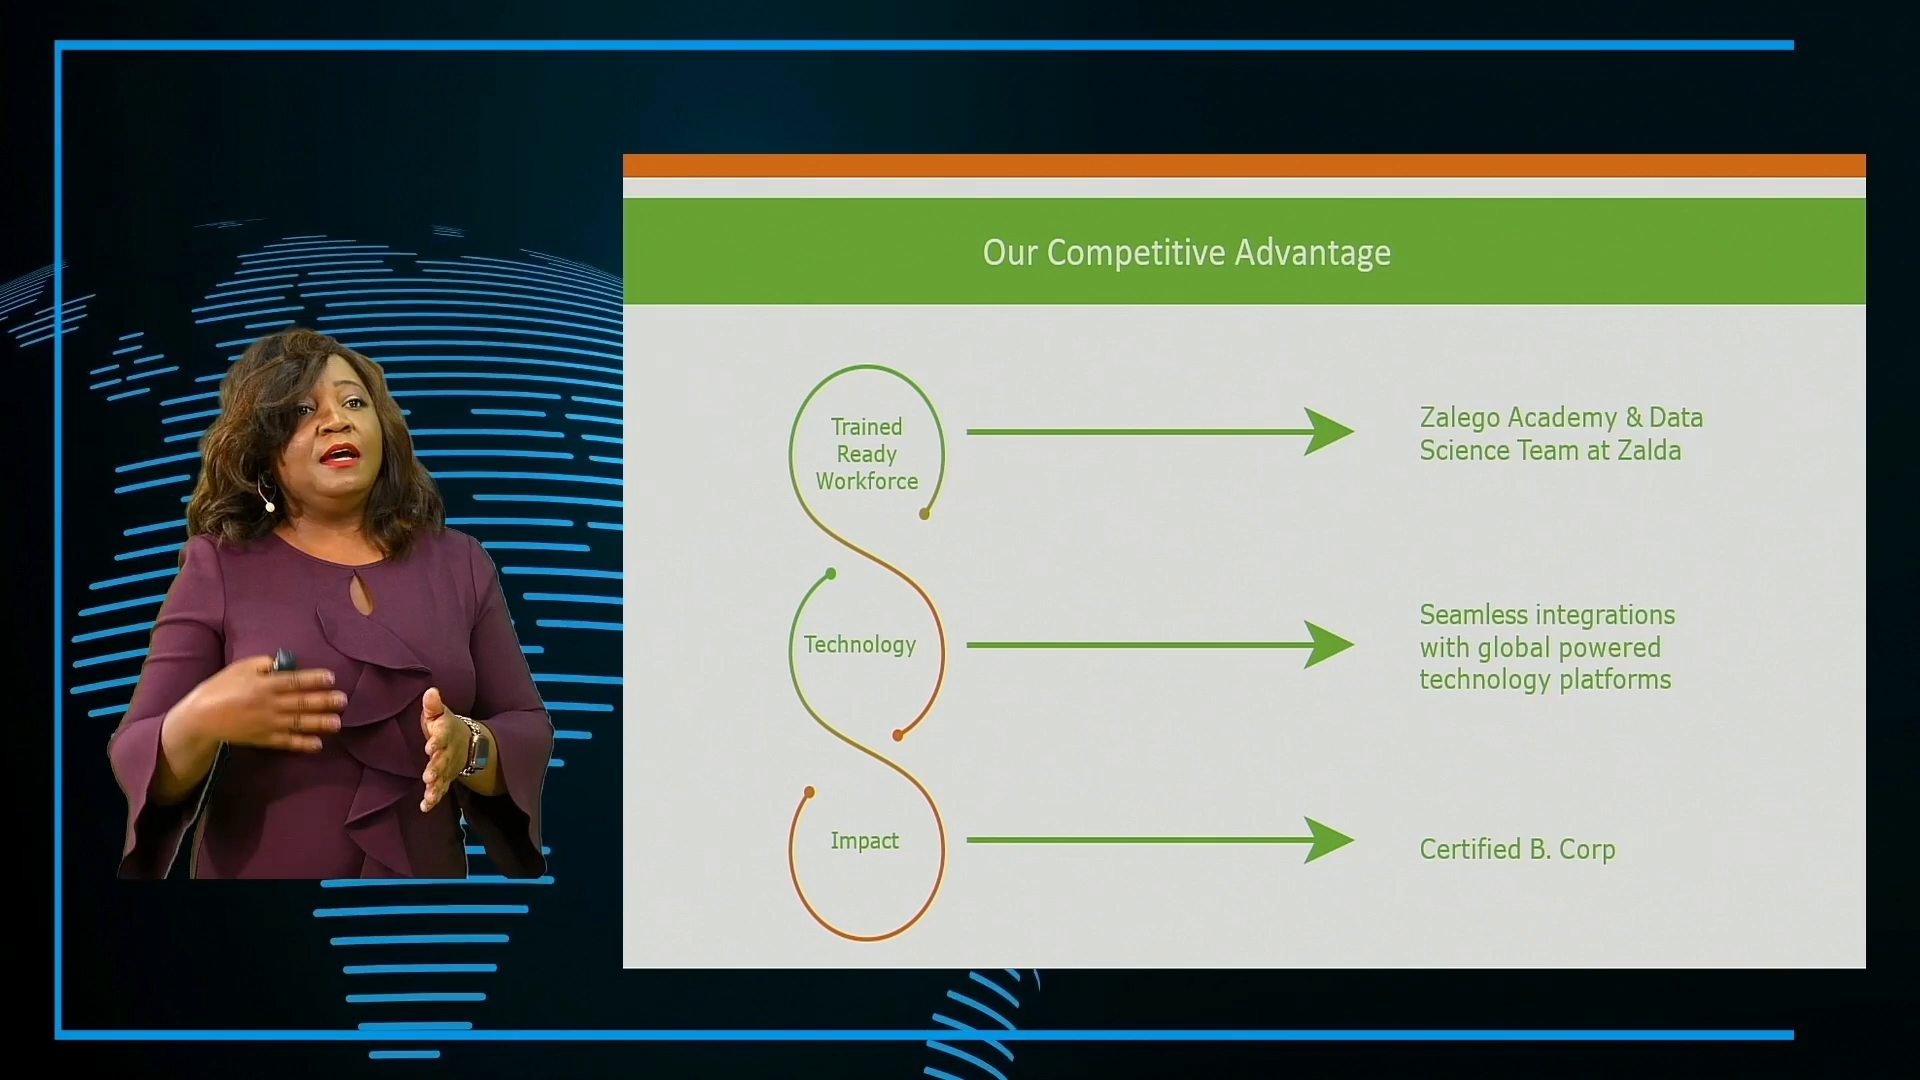 Our Competitive Advantage
Trained
Ready
Workforce
Zalego Academy & Data
Science Team at Zalda
Technology
Seamless integrations
with global powered
technology platforms
Impact
Certified B. Corp